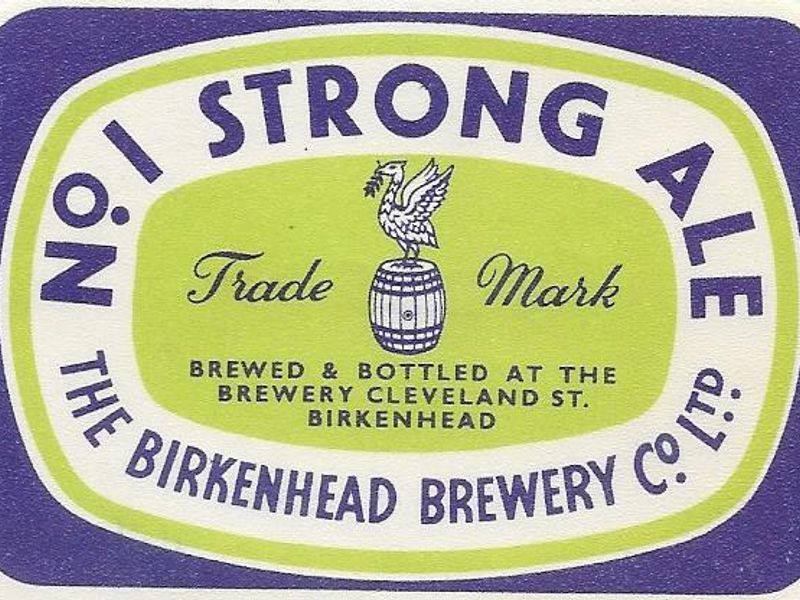 No. 1 STRONG ALE
Trade Mark
BREWED & BOTTLED AT THE
BREWERY CLEVELAND ST.
BIRKENHEAD
THE BIRKENHEAD BREWERY Co. LTD.